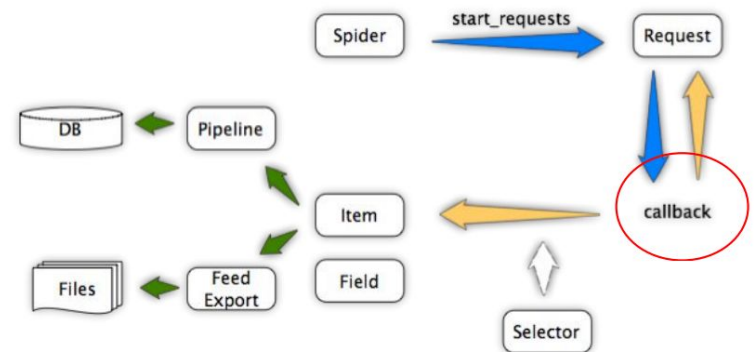 start_requests
Spider
Request
DB
Pipeline
Item
callback
Files
Feed
Export
Field
Selector